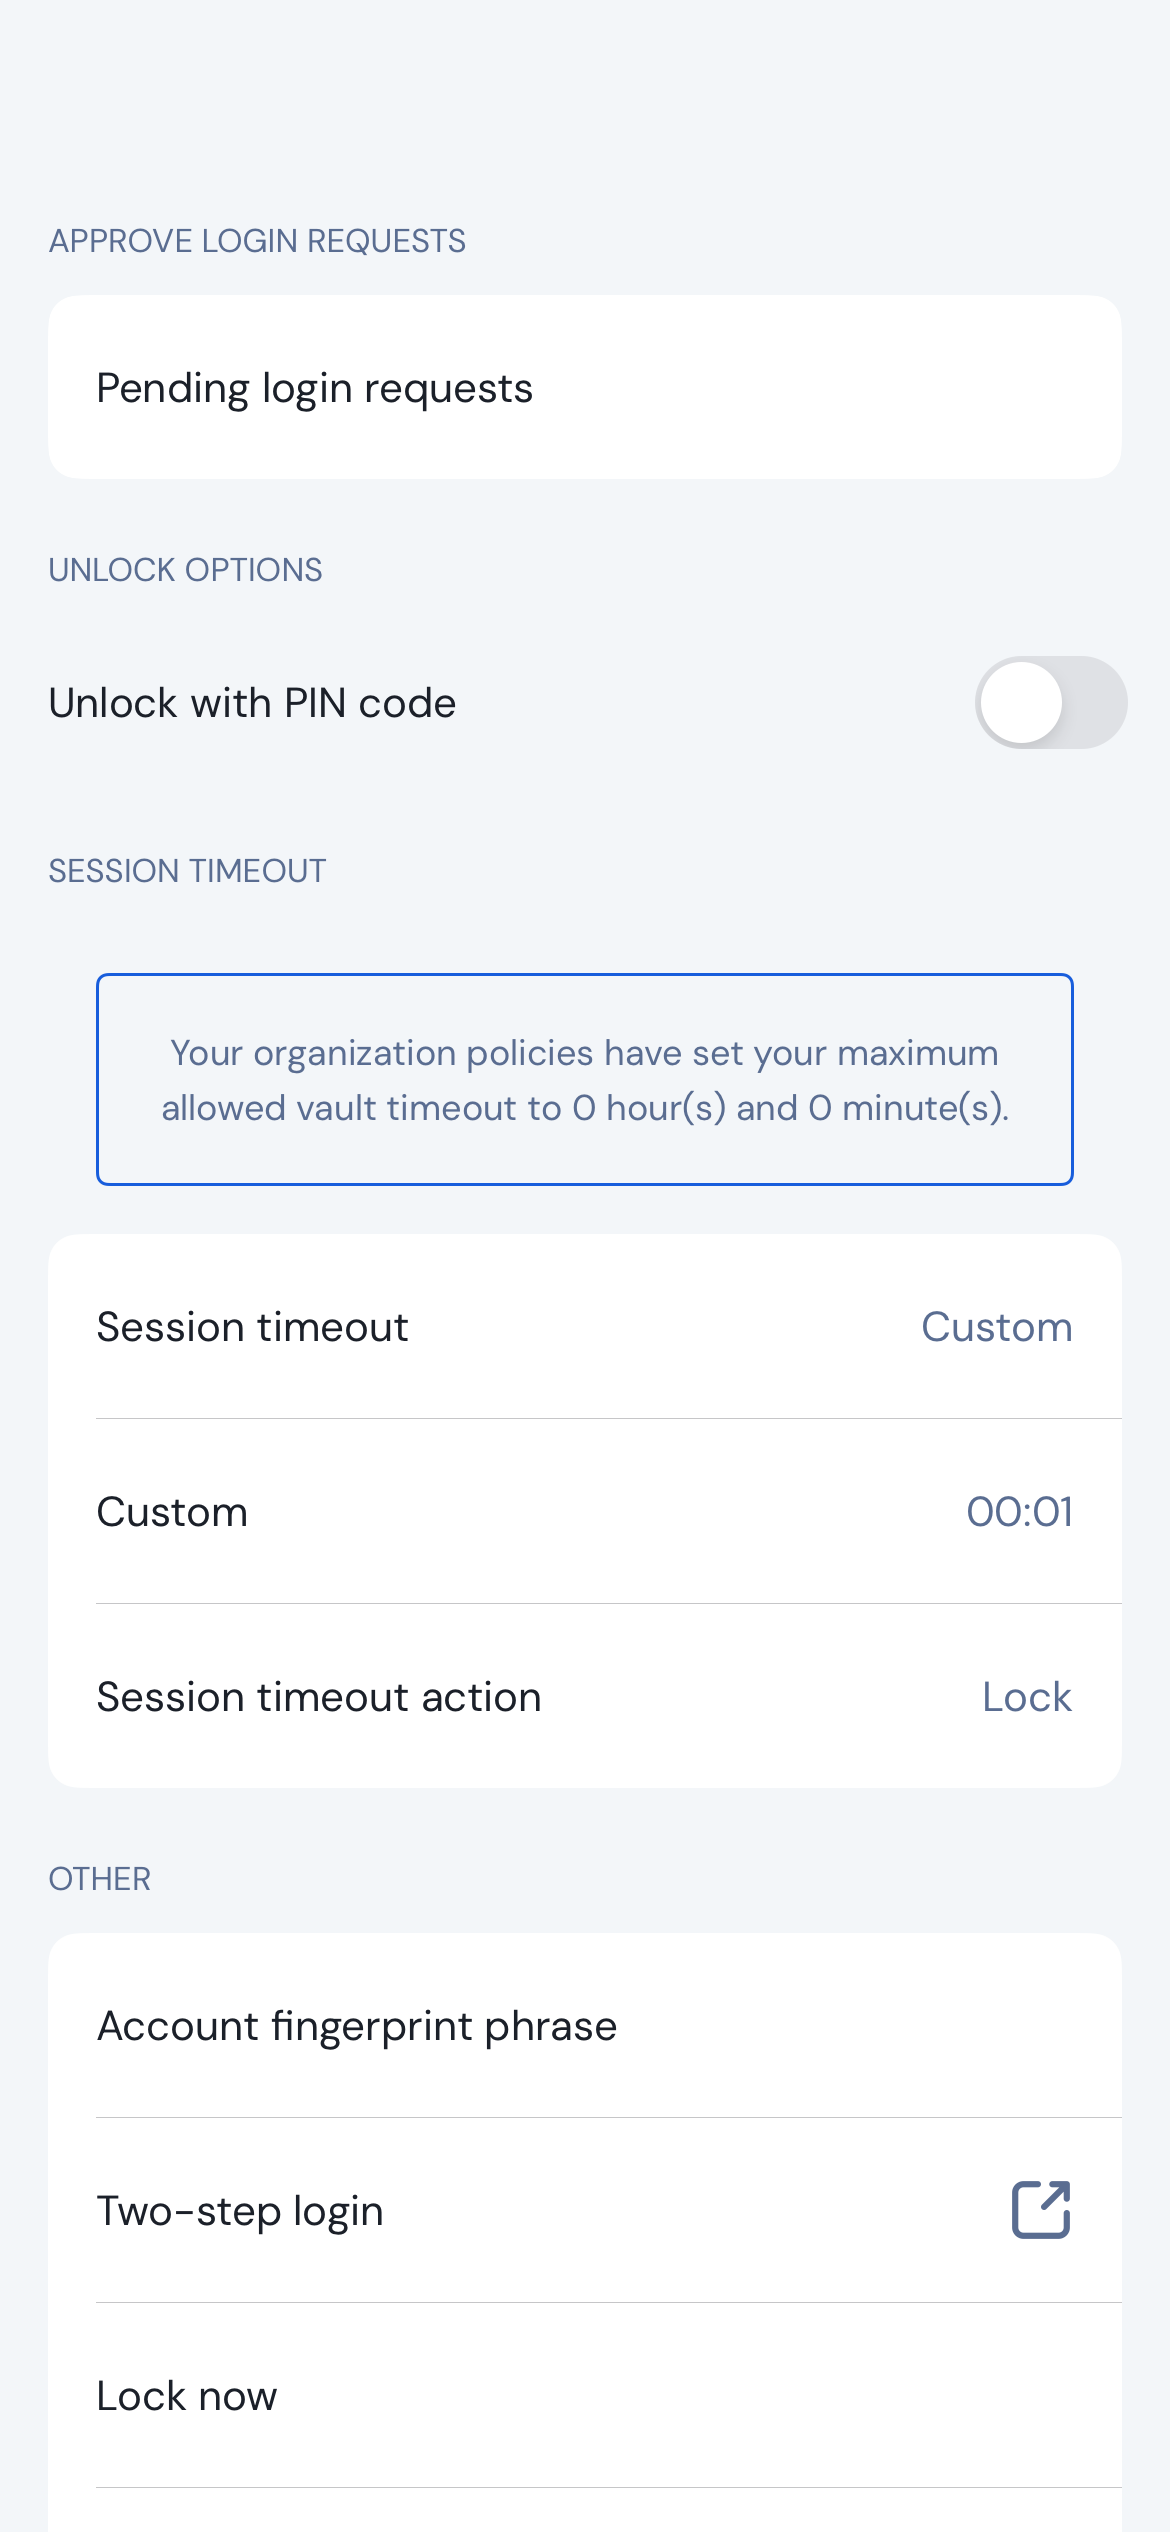 APPROVE LOGIN REQUESTS
Pending login requests
UNLOCK OPTIONS
Unlock with PIN code
SESSION TIMEOUT
Your organization policies have set your maximum
allowed vault timeout to 0 hour(s) and 0 minute(s).
Session timeout Custom
Custom 00:01
Session timeout action Lock
OTHER
Account fingerprint phrase
Two-step login
Lock now